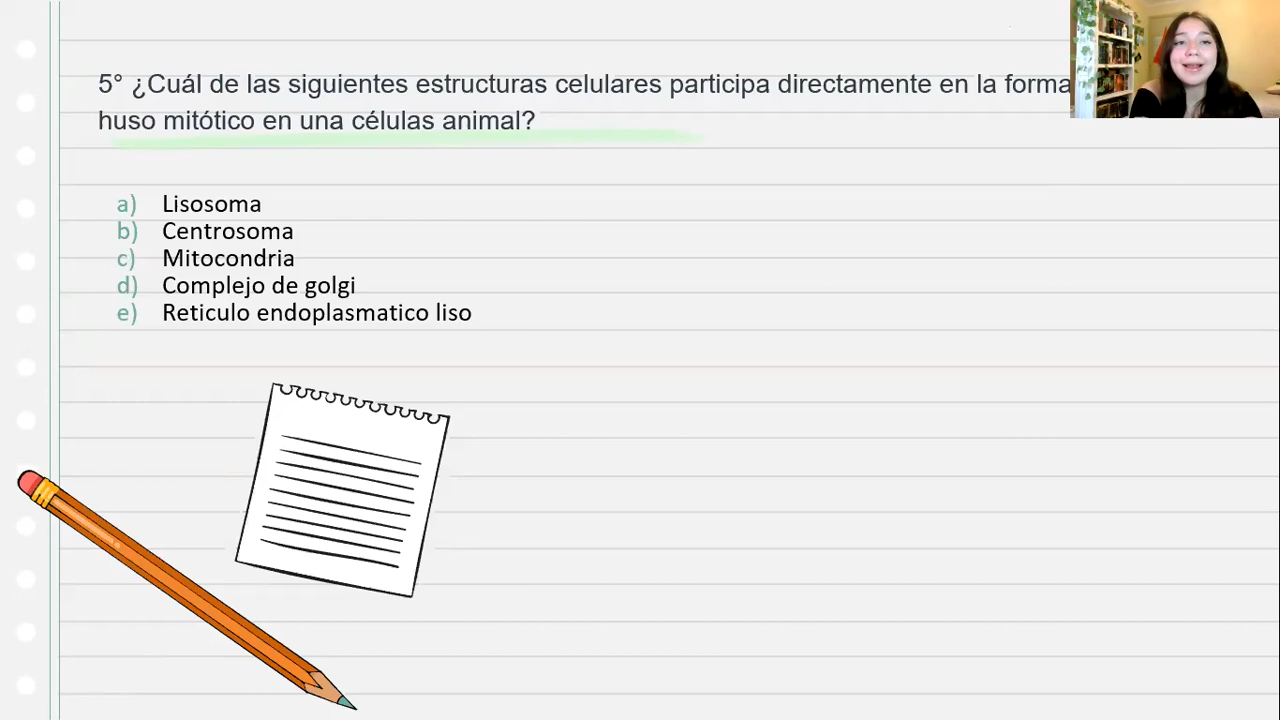 5° ¿Cuál de las siguientes estructuras celulares participa directamente en la forma
huso mitótico en una células animal?
a) Lisosoma
b) Centrosoma
c) Mitocondria
d) Complejo de golgi
e) Reticulo endoplasmatico liso